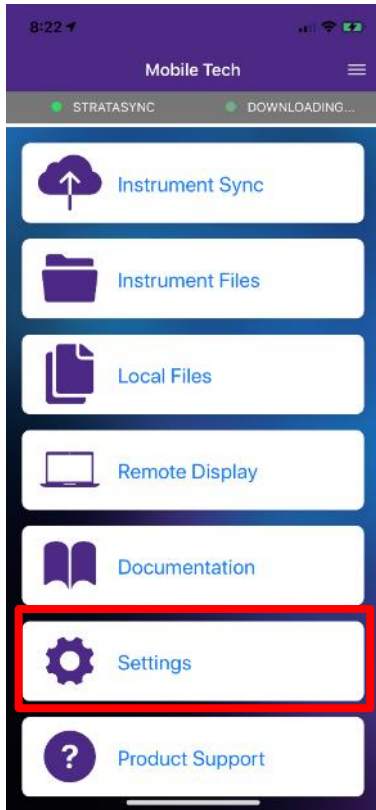 8:22
Mobile Tech
STRATASYNC DOWNLOADING...
Instrument Sync
Instrument Files
Local Files
Remote Display
Documentation
Settings
? Product Support